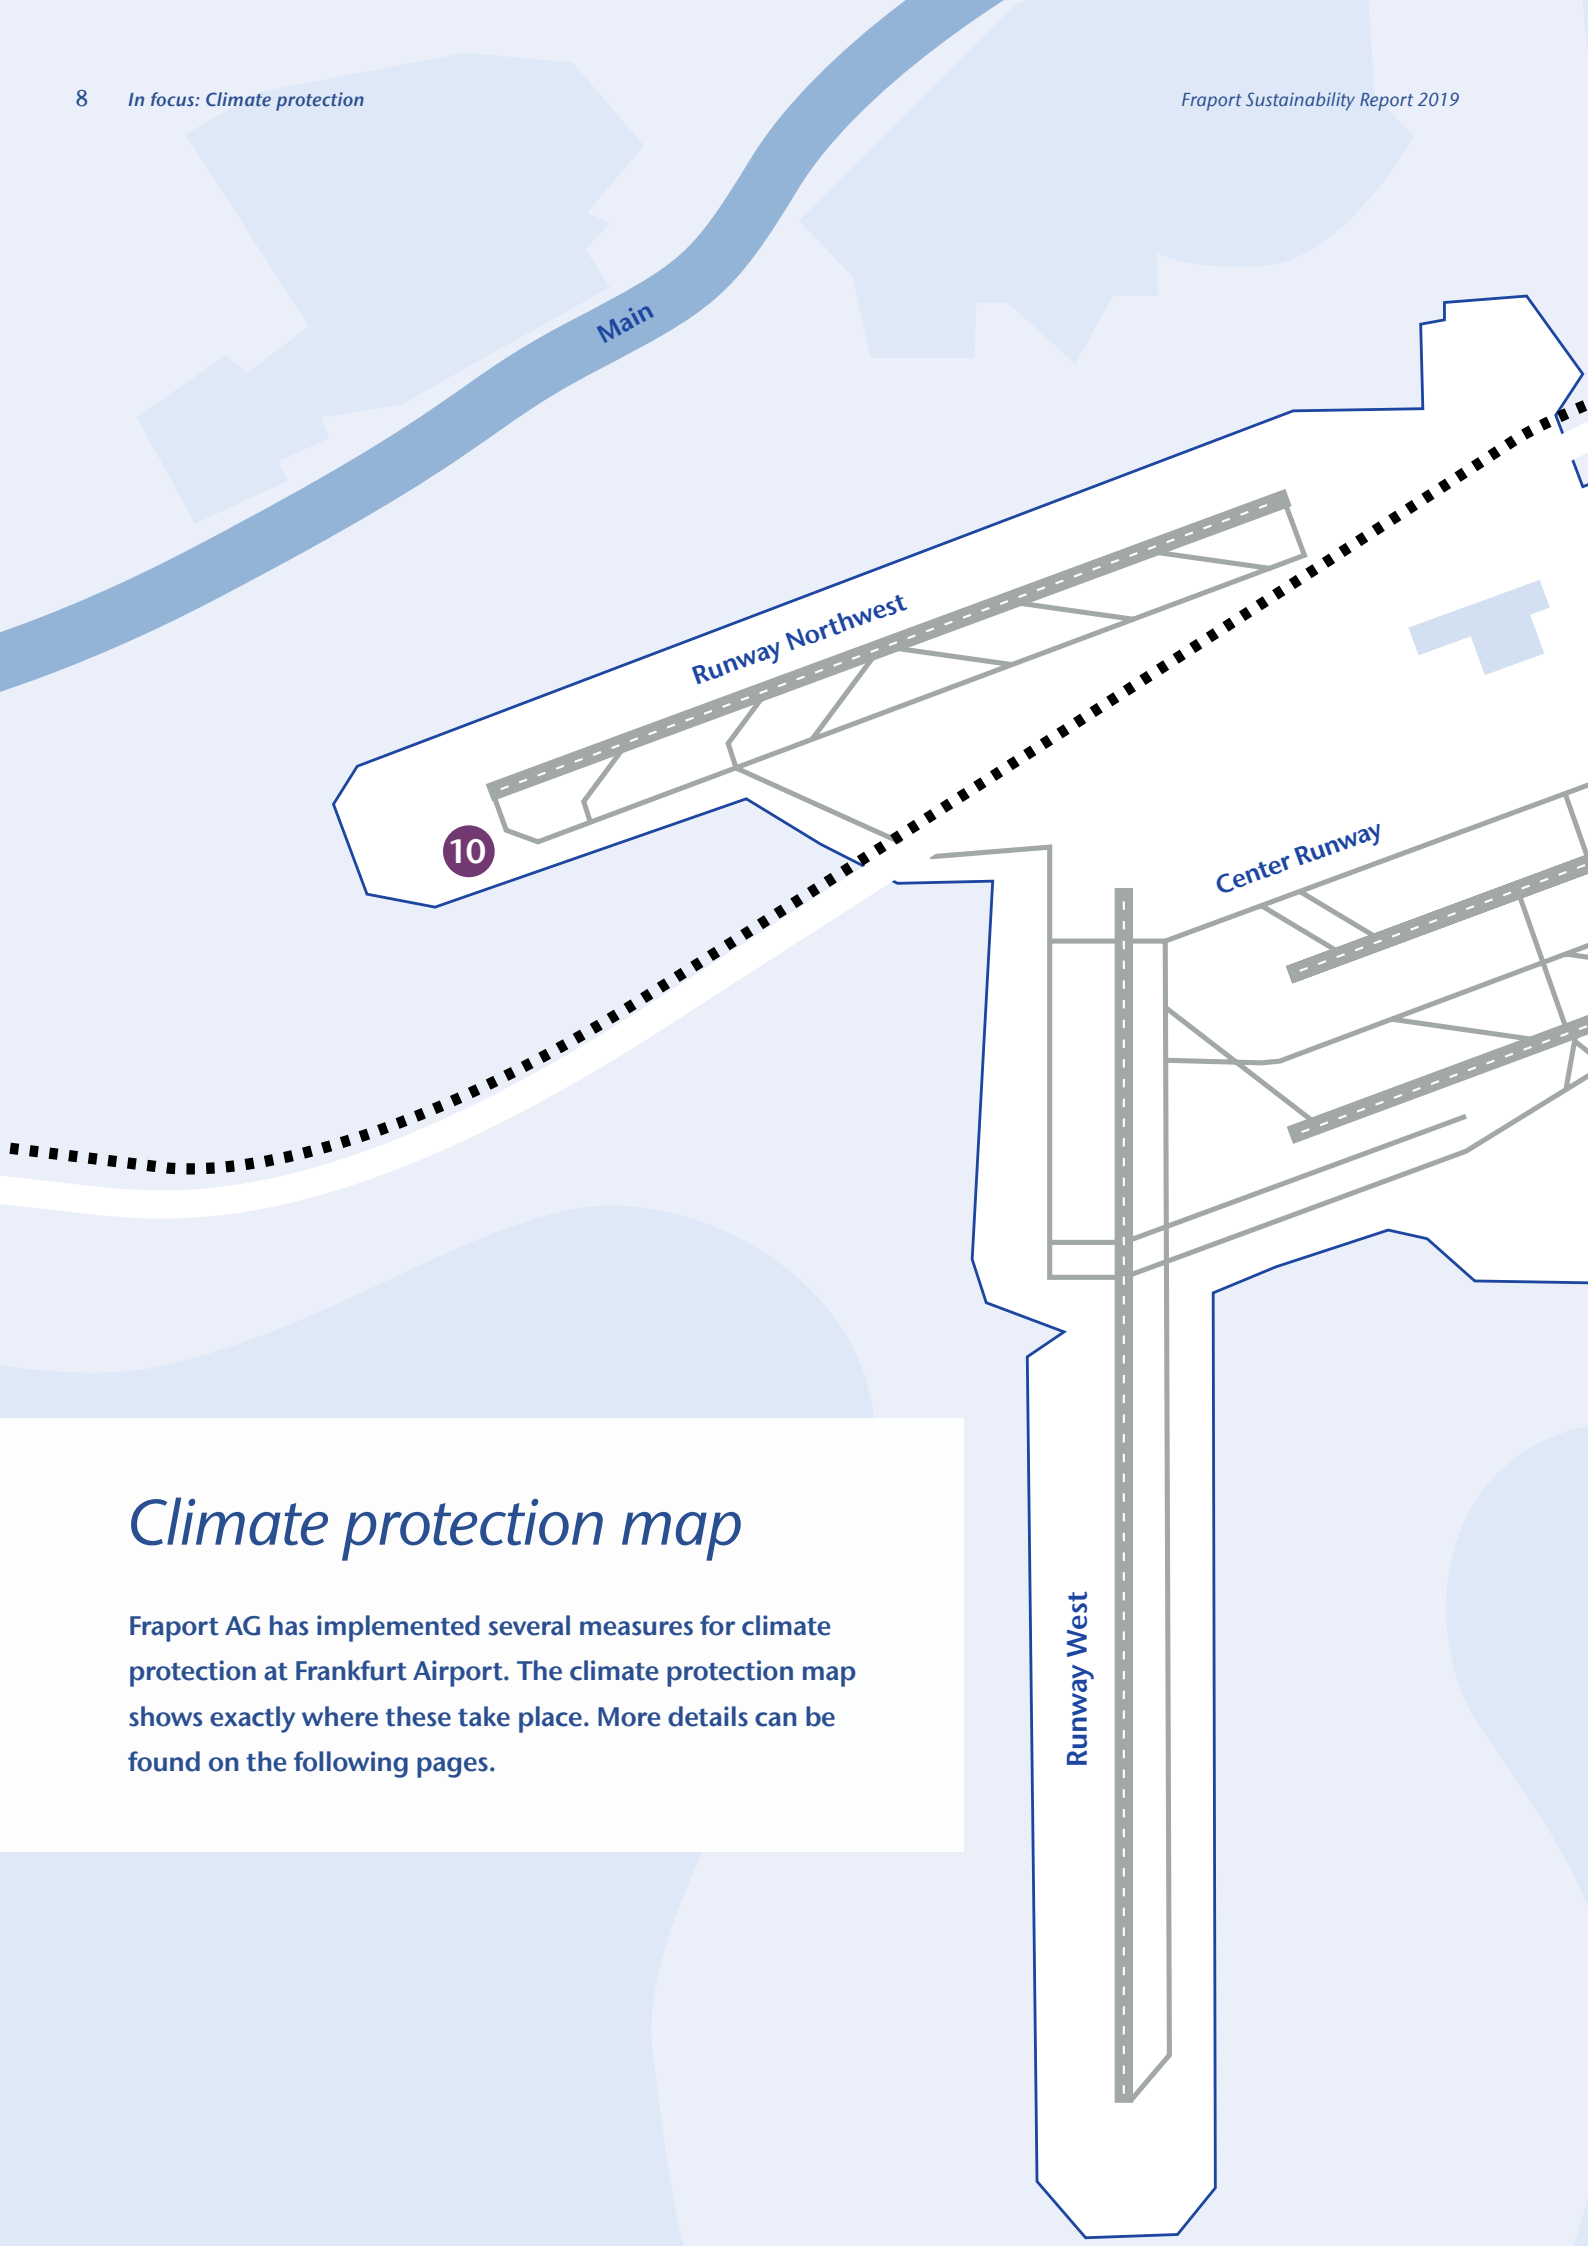 8 In focus: Climate protection
Fraport Sustainability Report 2019
Main
Runway Northwest
10
Center Runway
Climate protection map
Fraport AG has implemented several measures for climate
protection at Frankfurt Airport. The climate protection map
shows exactly where these take place. More details can be
found on the following pages.
Runway West